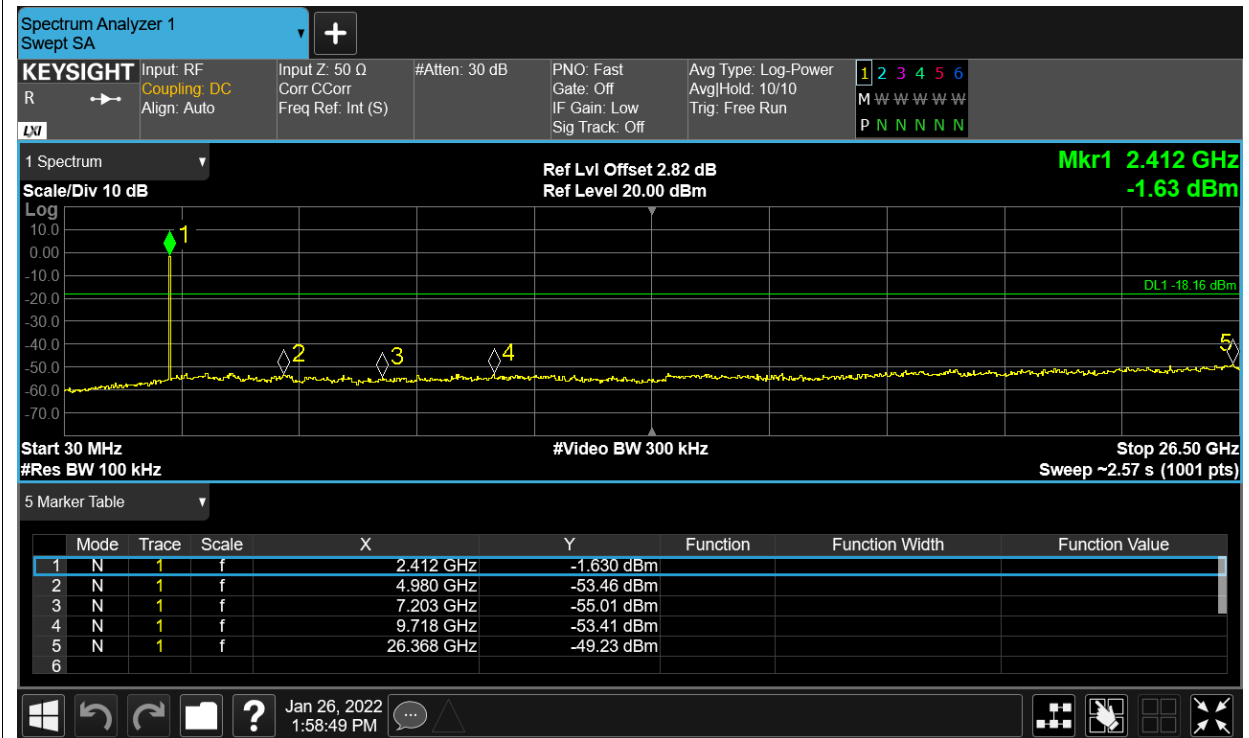 Spectrum Analyzer 1
Swept SA
KEYSIGHT
R
LXI
Input: RF
Coupling: DC
Align: Auto
Input Z: 50 Ω
Corr CCorr
Freq Ref: Int (S)
#Atten: 30 dB
PNO: Fast
Gate: Off
IF Gain: Low
Sig Track: Off
Avg Type: Log-Power
Avg|Hold: 10/10
Trig: Free Run
1 2 3 4 5 6
M W W W W W
P N N N N N
1 Spectrum
Scale/Div 10 dB
Ref Lvl Offset 2.82 dB
Ref Level 20.00 dBm
Mkr1 2.412 GHz
-1.63 dBm
Log
10.0
0.00
-10.0
-20.0
-30.0
-40.0
-50.0
-60.0
-70.0
1
DL1 -18.16 dBm
2
3
4
5
Start 30 MHz
#Res BW 100 kHz
#Video BW 300 kHz
Stop 26.50 GHz
Sweep ~2.57 s (1001 pts)
5 Marker Table
Mode Trace Scale X Y Function Function Width Function Value
1 N 1 f 2.412 GHz -1.630 dBm
2 N 1 f 4.980 GHz -53.46 dBm
3 N 1 f 7.203 GHz -55.01 dBm
4 N 1 f 9.718 GHz -53.41 dBm
5 N 1 f 26.368 GHz -49.23 dBm
6
?
Jan 26, 2022
1:58:49 PM